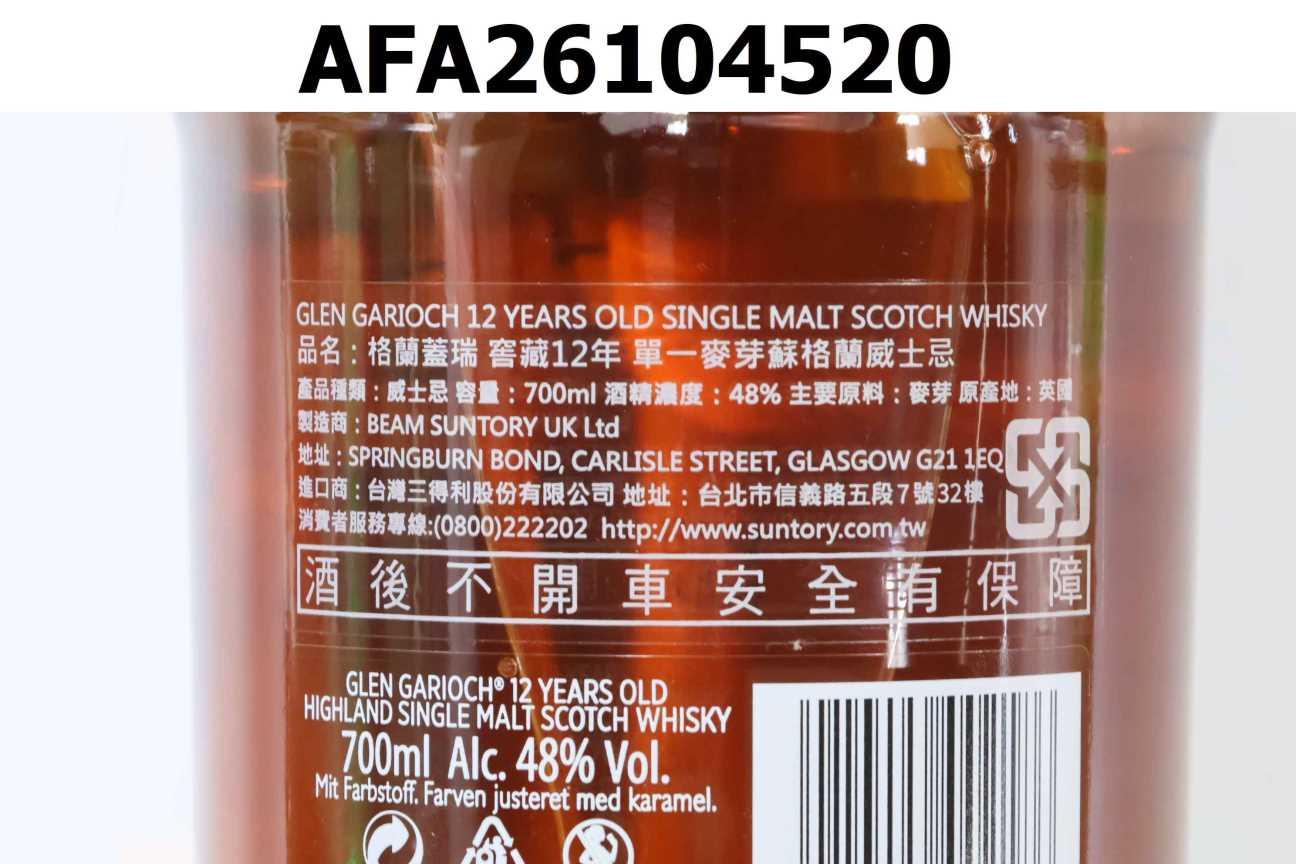 AFA26104520
GLEN GARIOCH 12 YEARS OLD SINGLE MALT SCOTCH WHISKY
品名：格蘭蓋瑞 窖藏12年 單一麥芽蘇格蘭威士忌
產品種類：威士忌 容量：700ml 酒精濃度：48% 主要原料：麥芽 原產地：英國
製造商：BEAM SUNTORY UK Ltd
地址：SPRINGBURN BOND, CARLISLE STREET, GLASGOW G21 1EQ
進口商：台灣三得利股份有限公司 地址：台北市信義路五段7號32樓
消費者服務專線:(0800)222202 http://www.suntory.com.tw
酒後不開車安全有保障
GLEN GARIOCH® 12 YEARS OLD
HIGHLAND SINGLE MALT SCOTCH WHISKY
700ml Alc. 48% Vol.
Mit Farbstoff. Farven justeret med karamel.